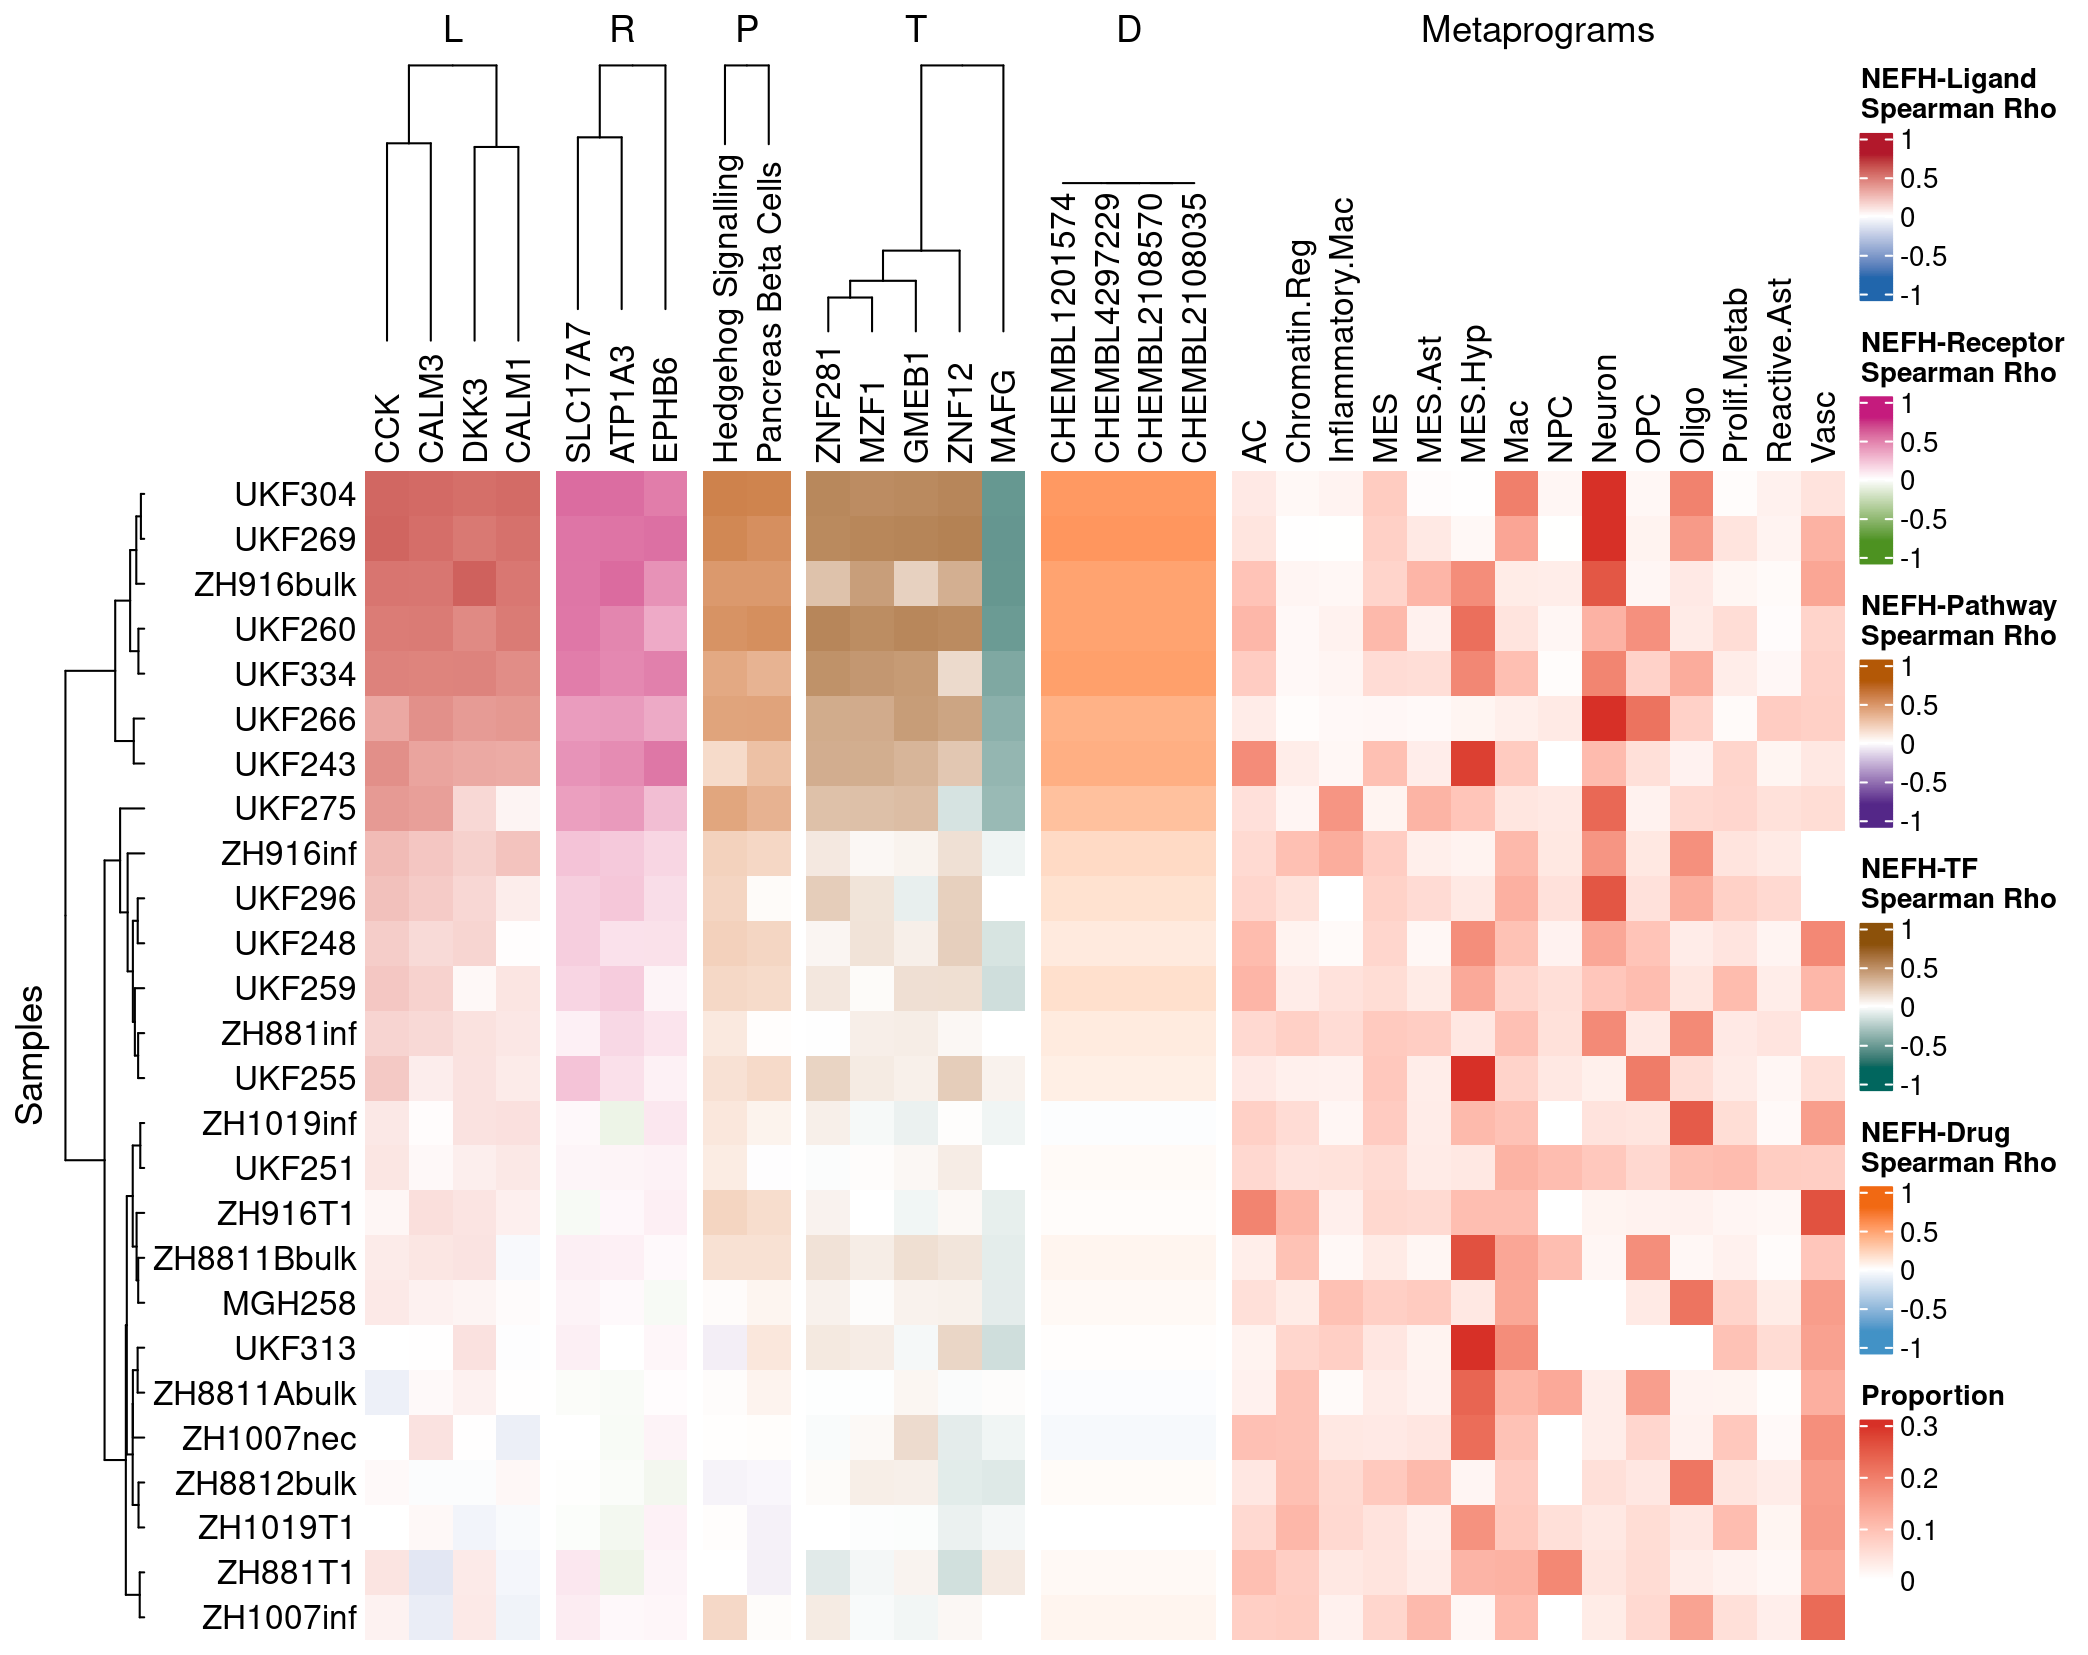 L R P T D Metaprograms
CCK
CALM3
DKK3
CALM1
SLC17A7
ATP1A3
EPHB6
Hedgehog Signalling
Pancreas Beta Cells
ZNF281
MZF1
GMEB1
ZNF12
MAFG
CHEMBL1201574
CHEMBL4297229
CHEMBL2108570
CHEMBL2108035
AC
Chromatin.Reg
Inflammatory.Mac
MES
MES.Ast
MES.Hyp
Mac
NPC
Neuron
OPC
Oligo
Prolif.Metab
Reactive.Ast
Vasc
Samples
UKF304
UKF269
ZH916bulk
UKF260
UKF334
UKF266
UKF243
UKF275
ZH916inf
UKF296
UKF248
UKF259
ZH881inf
UKF255
ZH1019inf
UKF251
ZH916T1
ZH8811Bbulk
MGH258
UKF313
ZH8811Abulk
ZH1007nec
ZH8812bulk
ZH1019T1
ZH881T1
ZH1007inf
NEFH-Ligand
Spearman Rho
1
0.5
0
-0.5
-1
NEFH-Receptor
Spearman Rho
1
0.5
0
-0.5
-1
NEFH-Pathway
Spearman Rho
1
0.5
0
-0.5
-1
NEFH-TF
Spearman Rho
1
0.5
0
-0.5
-1
NEFH-Drug
Spearman Rho
1
0.5
0
-0.5
-1
Proportion
0.3
0.2
0.1
0